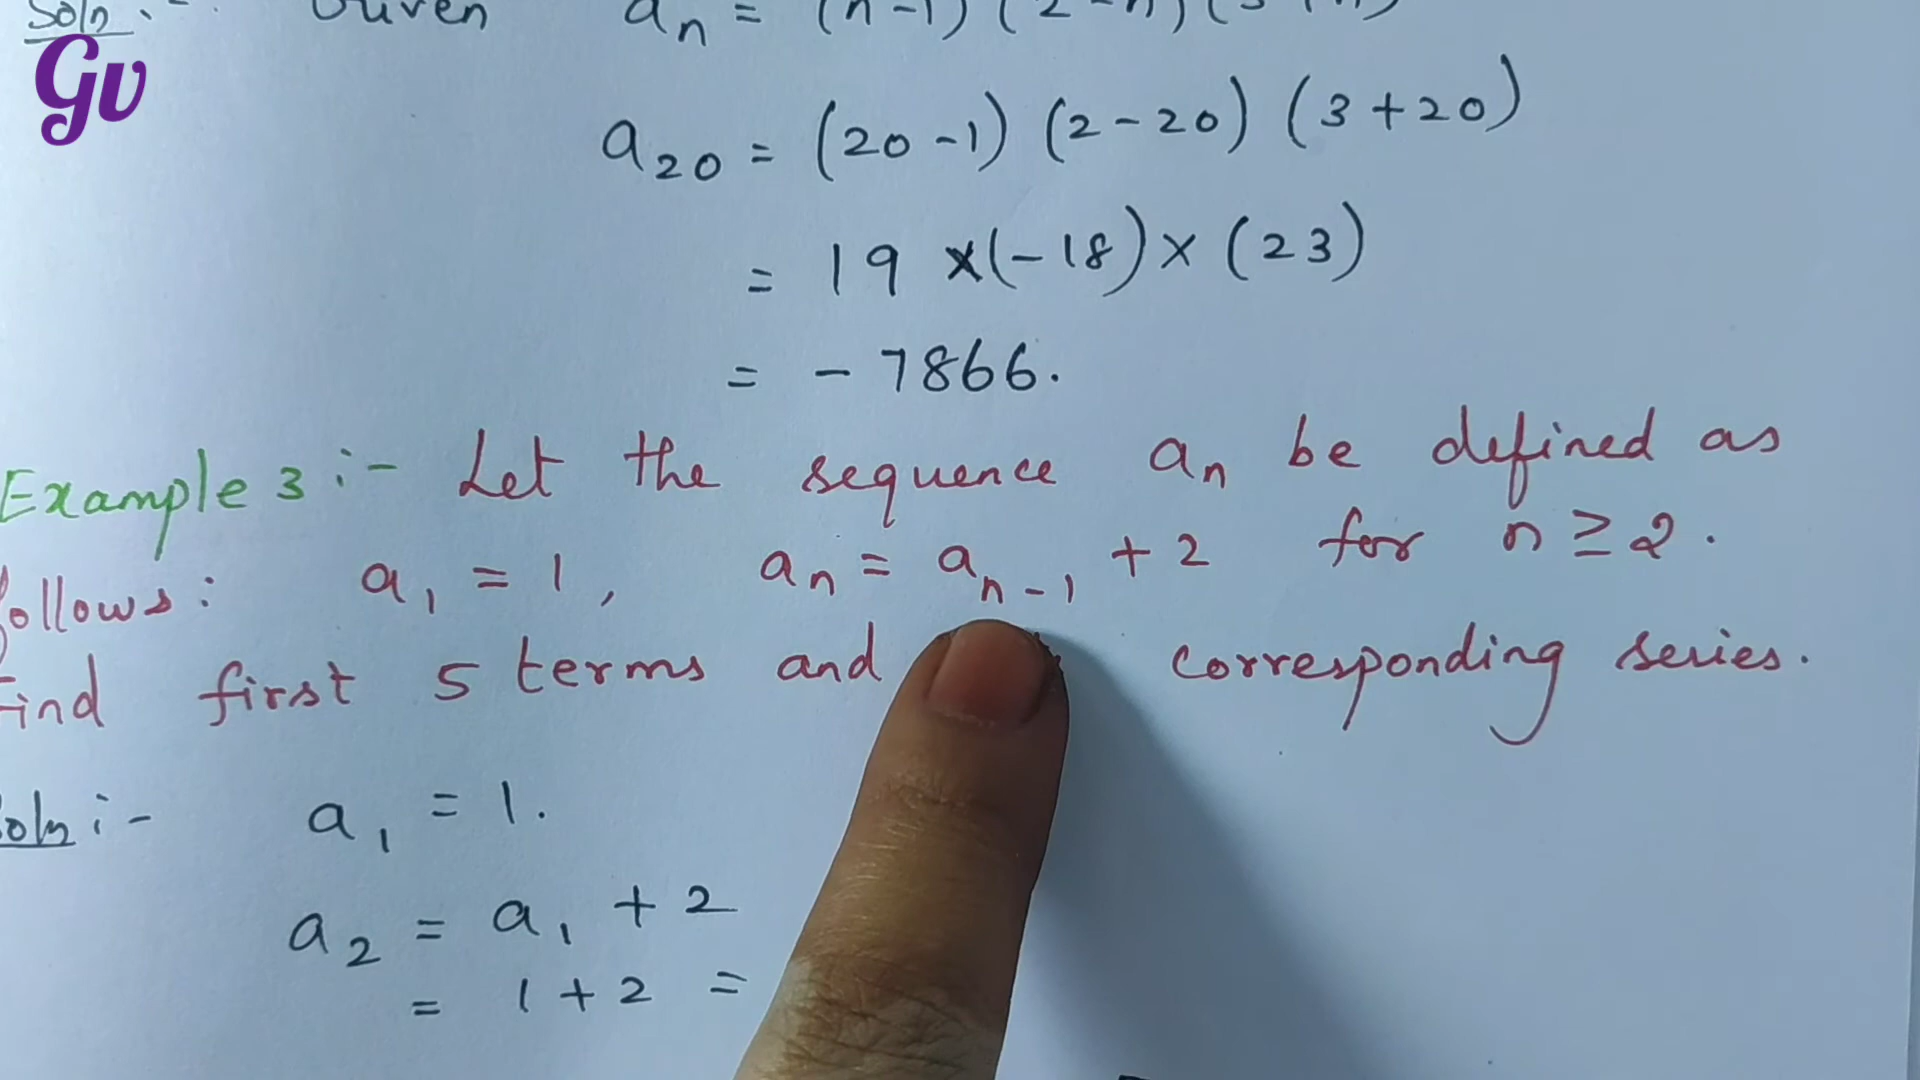 Soln:- Given an = (n-1) (2-n) (3+n)
Gv
a20 = (20-1) (2-20) (3+20)
= 19 × (-18) × (23)
= - 7866.
Example 3 :- Let the sequence an be defined as
follows: a1 = 1, an = an-1 + 2 for n ≥ 2.
Find first 5 terms and corresponding series.
Soln :- a1 = 1.
a2 = a1 + 2
= 1 + 2 =